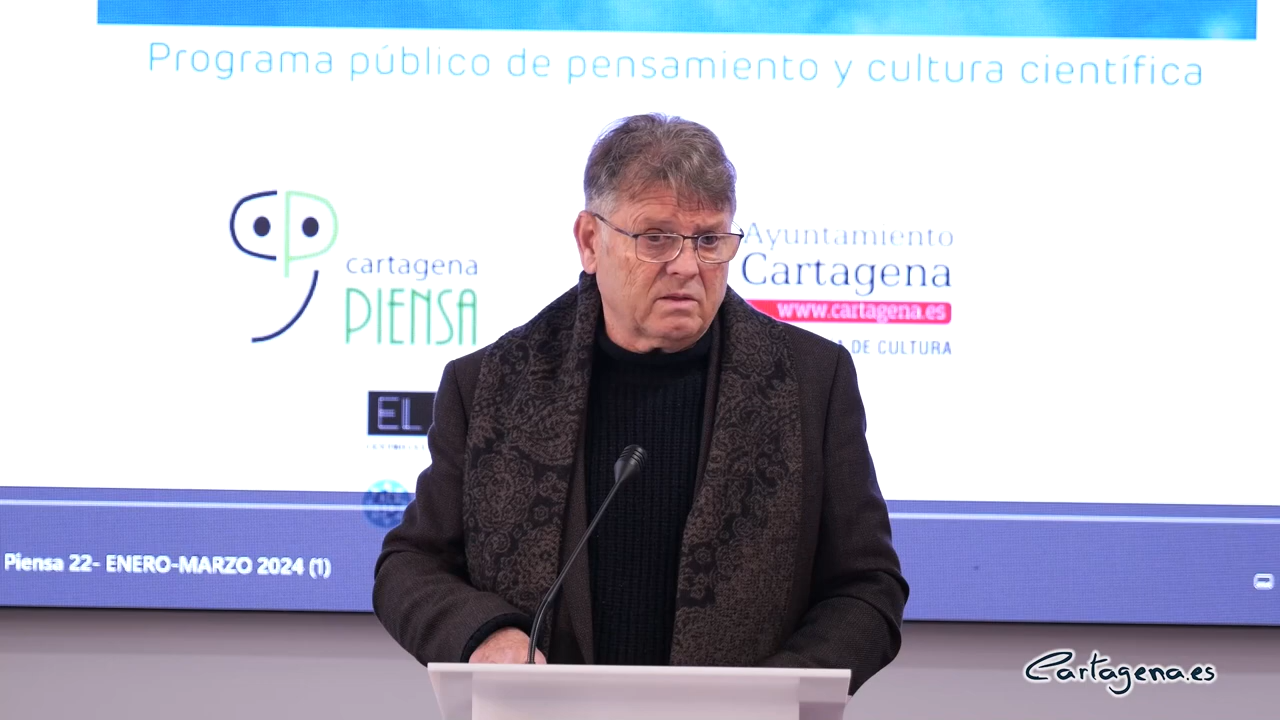 Programa público de pensamiento y cultura científica
cartagena
PIENSA
Ayuntamiento
Cartagena
www.cartagena.es
DE CULTURA
EL
Piensa 22- ENERO-MARZO 2024 (1)
Cartagena.es